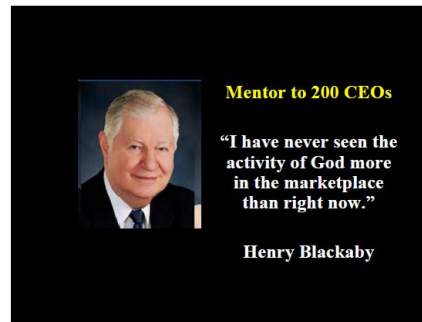 Mentor to 200 CEOs
“I have never seen the
activity of God more
in the marketplace
than right now.”
Henry Blackaby